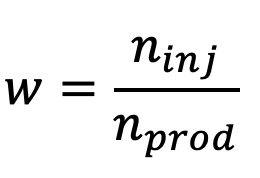 w = n_inj / n_prod